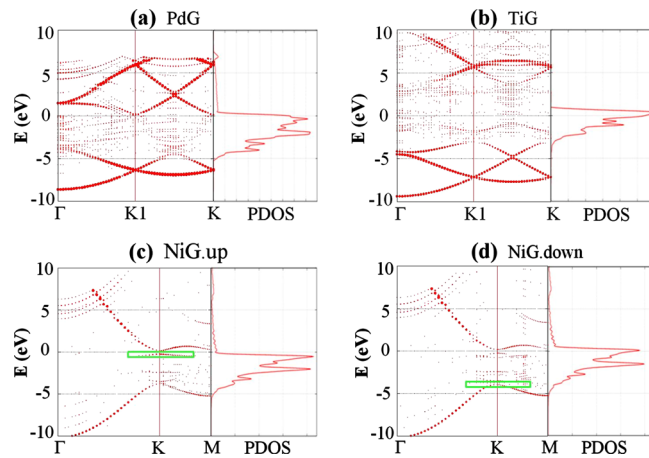 (a) PdG
(b) TiG
10
5
0
-5
-10
E (eV)
Γ K1 K PDOS
10
5
0
-5
-10
E (eV)
Γ K1 K PDOS
(c) NiG.up
(d) NiG.down
10
5
0
-5
-10
E (eV)
Γ K M PDOS
10
5
0
-5
-10
E (eV)
Γ K M PDOS